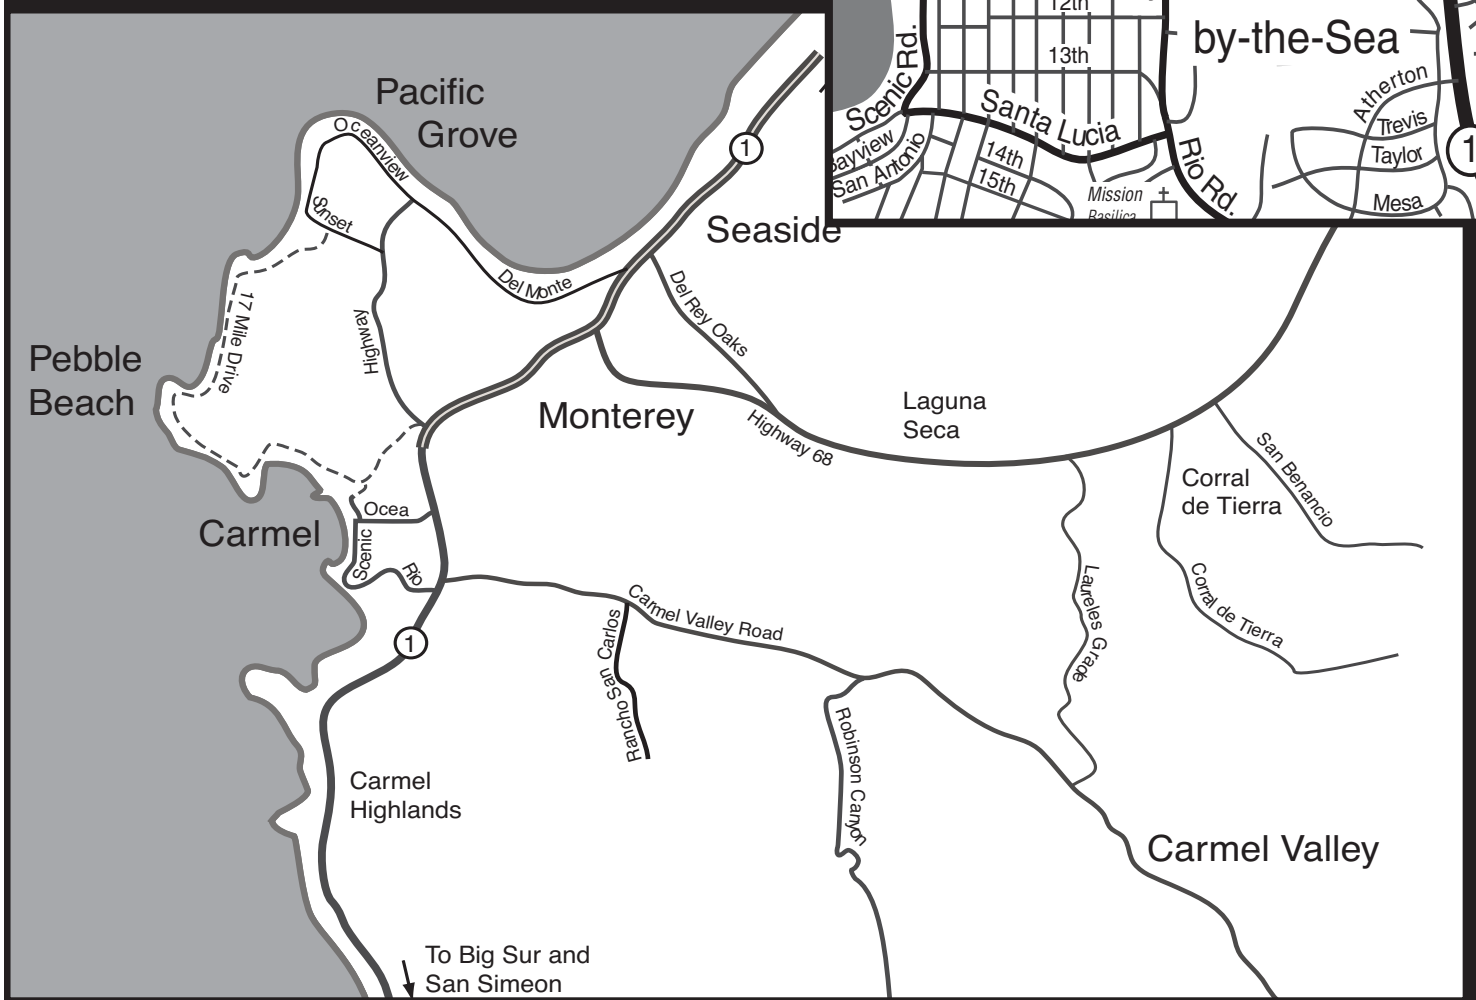 12th
by-the-Sea
13th
Scenic Rd.
Atherton
Santa Lucia
Trevis
1
Bayview
Taylor
San Antonio
14th
15th
Rio Rd.
Mission
Basilica
Mesa
Pacific
Grove
Oceanview
1
Sunset
Seaside
Del Monte
Del Rey Oaks
17 Mile Drive
Highway
Pebble
Beach
Monterey
Highway 68
Laguna
Seca
San Benancio
Corral
de Tierra
Ocea
Carmel
Scenic
Rio
Carmel Valley Road
Rancho San Carlos
Laureles Grade
Corral de Tierra
1
Robinson Canyon
Carmel
Highlands
Carmel Valley
To Big Sur and
San Simeon